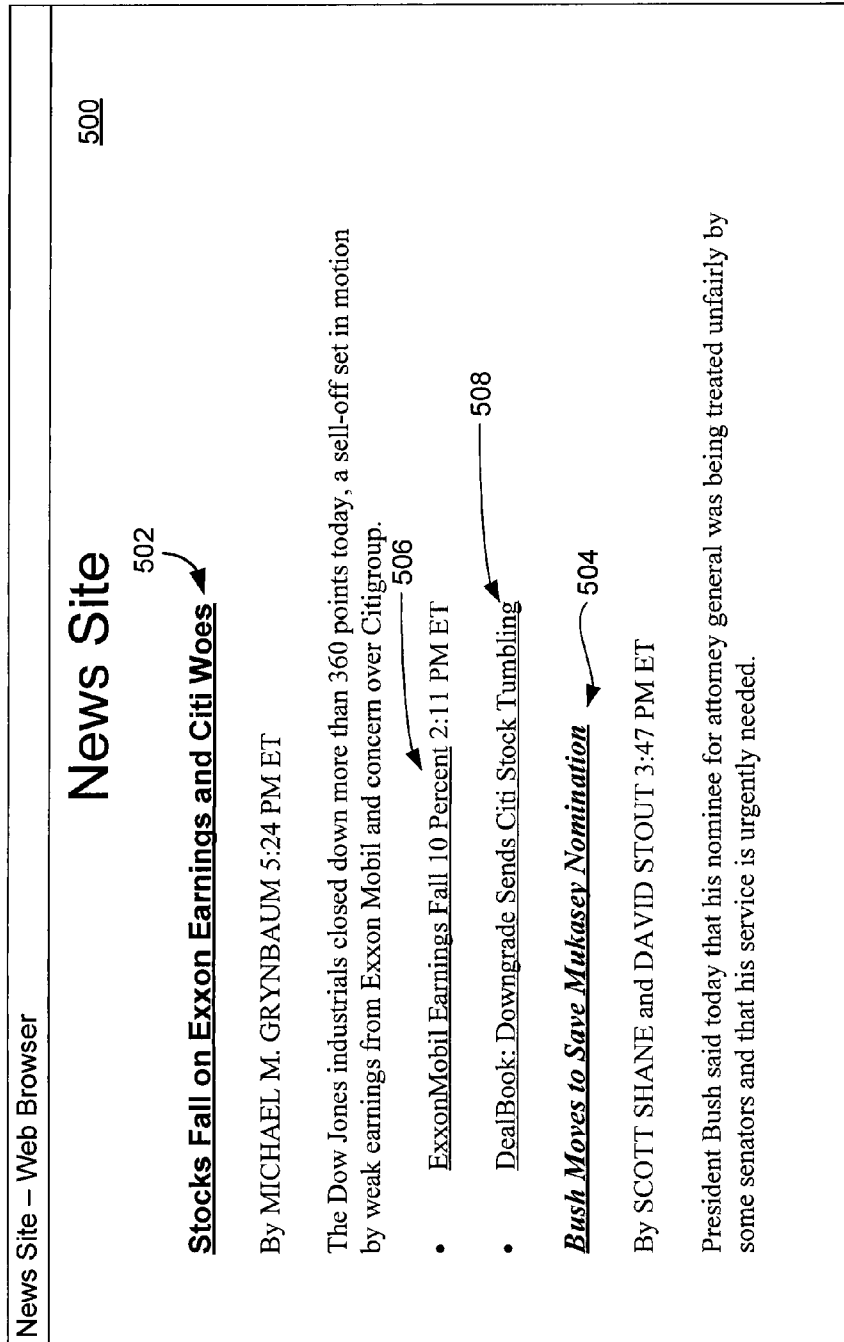 News Site – Web Browser
News Site
500
502
Stocks Fall on Exxon Earnings and Citi Woes
By MICHAEL M. GRYNBAUM 5:24 PM ET
The Dow Jones industrials closed down more than 360 points today, a sell-off set in motion
by weak earnings from Exxon Mobil and concern over Citigroup.
506
• ExxonMobil Earnings Fall 10 Percent 2:11 PM ET
508
• DealBook: Downgrade Sends Citi Stock Tumbling
504
Bush Moves to Save Mukasey Nomination
By SCOTT SHANE and DAVID STOUT 3:47 PM ET
President Bush said today that his nominee for attorney general was being treated unfairly by
some senators and that his service is urgently needed.